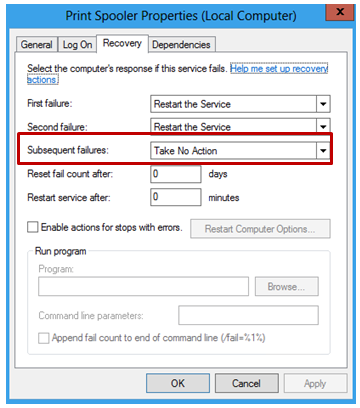 Print Spooler Properties (Local Computer)
x
General Log On Recovery Dependencies
Select the computer's response if this service fails. Help me set up recovery
actions.
First failure: Restart the Service
Second failure: Restart the Service
Subsequent failures: Take No Action
Reset fail count after: 0 days
Restart service after: 0 minutes
Enable actions for stops with errors. Restart Computer Options...
Run program
Program:
Browse...
Command line parameters:
Append fail count to end of command line (/fail=%1%)
OK Cancel Apply